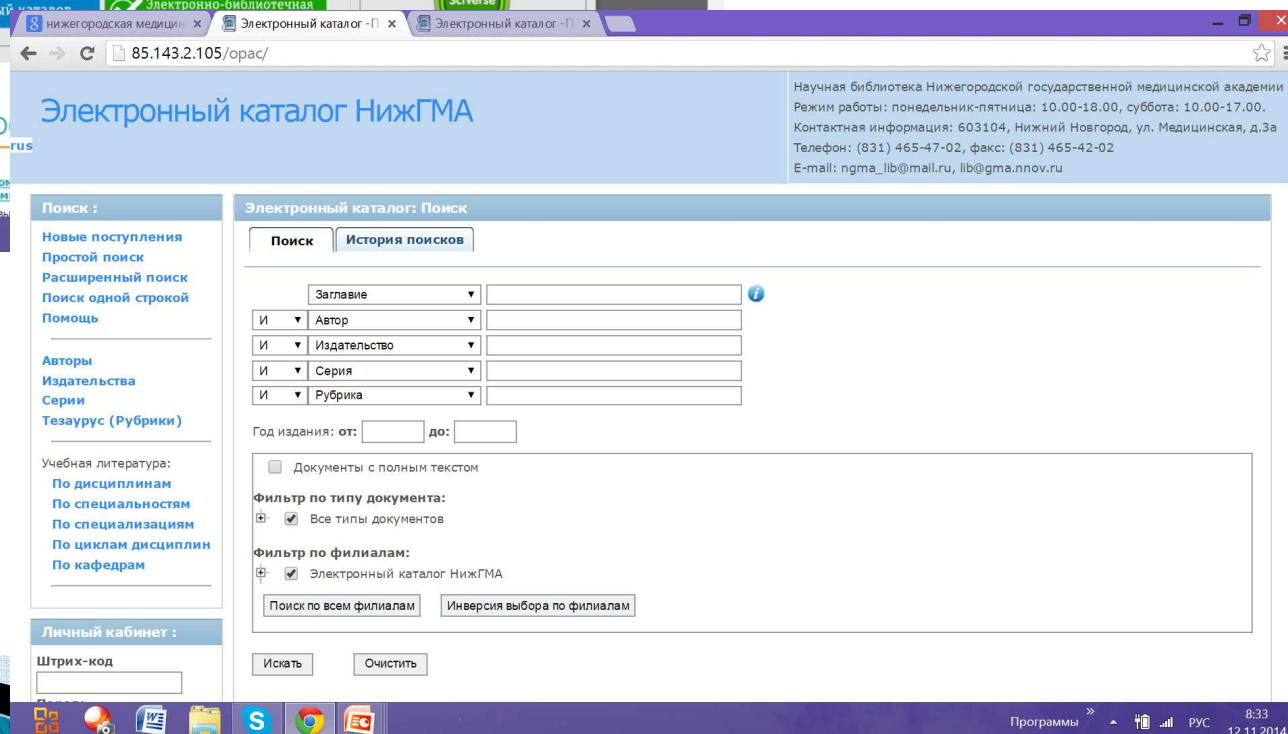 Электронно-библиотечная
SciVerse
нижегородская медицин
Электронный каталог - П
Электронный каталог - П
85.143.2.105/opac/
Электронный каталог НижГМА
Научная библиотека Нижегородской государственной медицинской академии
Режим работы: понедельник-пятница: 10.00-18.00, суббота: 10.00-17.00.
Контактная информация: 603104, Нижний Новгород, ул. Медицинская, д.3а
Телефон: (831) 465-47-02, факс: (831) 465-42-02
E-mail: ngma_lib@mail.ru, lib@gma.nnov.ru
rus
Поиск :
Новые поступления
Простой поиск
Расширенный поиск
Поиск одной строкой
Помощь
Авторы
Издательства
Серии
Тезаурус (Рубрики)
Учебная литература:
По дисциплинам
По специальностям
По специализациям
По циклам дисциплин
По кафедрам
Личный кабинет :
Штрих-код
Электронный каталог: Поиск
Поиск История поисков
Заглавие
И Автор
И Издательство
И Серия
И Рубрика
Год издания: от: до:
Документы с полным текстом
Фильтр по типу документа:
Все типы документов
Фильтр по филиалам:
Электронный каталог НижГМА
Поиск по всем филиалам Инверсия выбора по филиалам
Искать Очистить
Программы РУС 8:33
12.11.2014